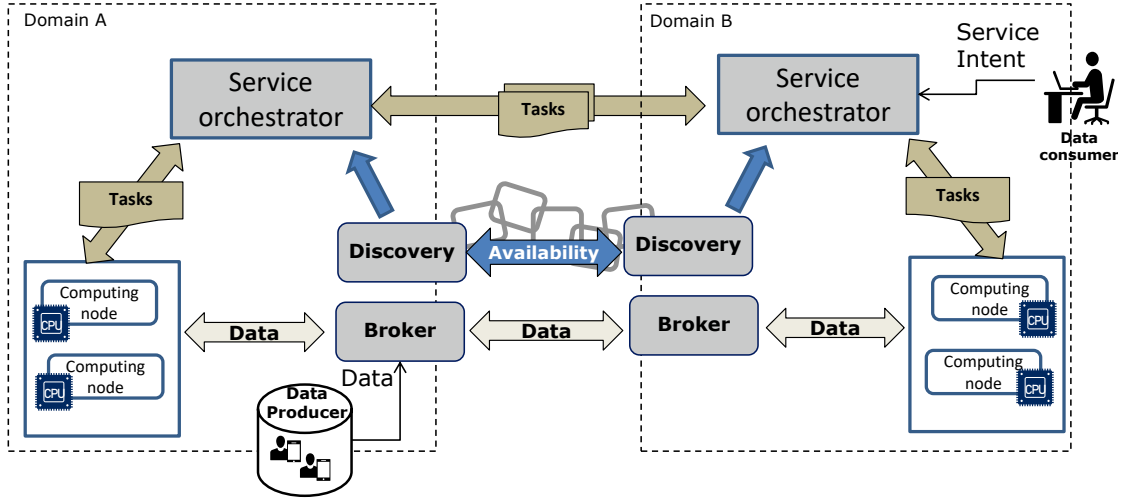 Domain A
Domain B
Service
Intent
Service
orchestrator
Tasks
Service
orchestrator
Data
consumer
Tasks
Tasks
Discovery
Availability
Discovery
Computing
node
CPU
Computing
node
CPU
Data
Broker
Data
Broker
Data
Computing
node
CPU
Computing
node
CPU
Data
Data
Producer